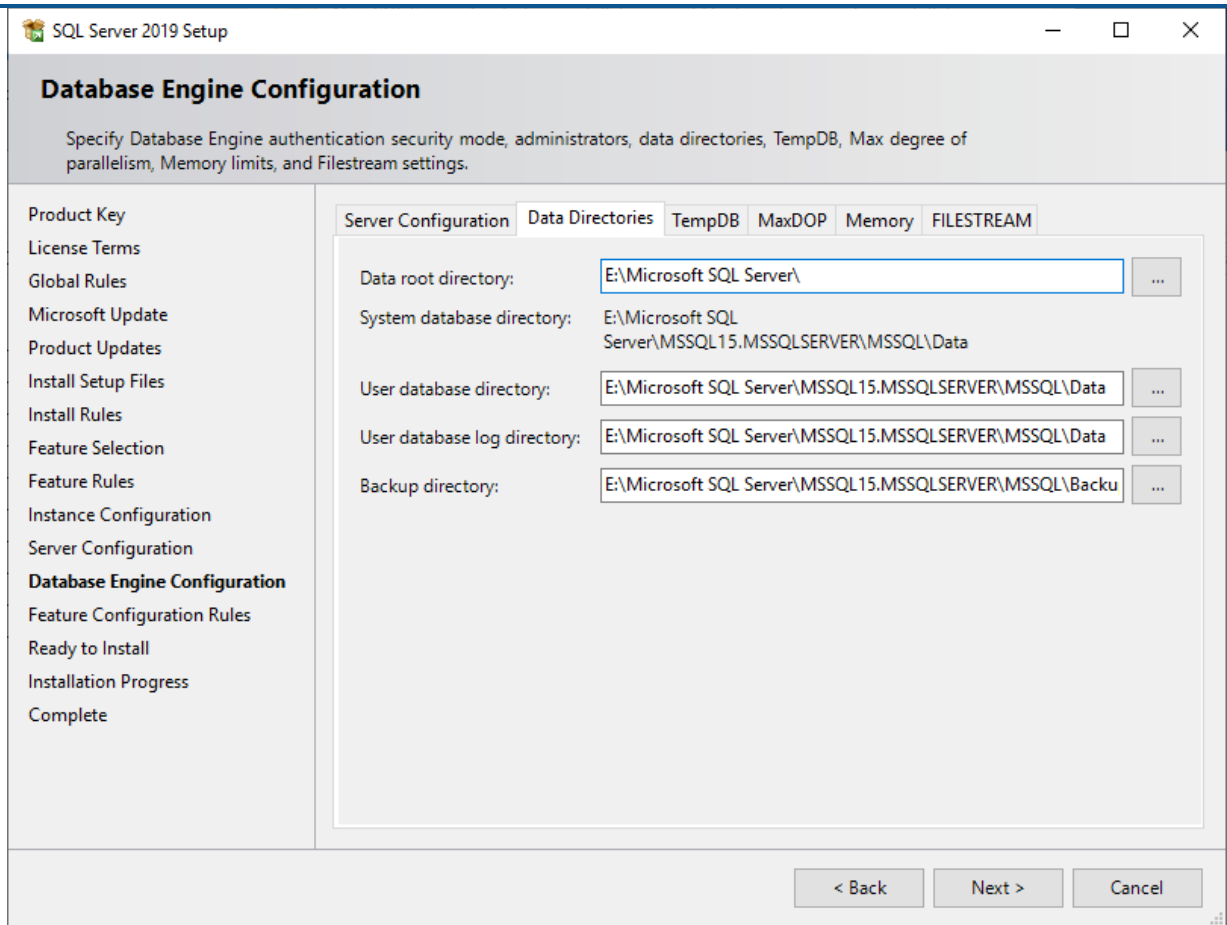 SQL Server 2019 Setup
Database Engine Configuration
Specify Database Engine authentication security mode, administrators, data directories, TempDB, Max degree of
parallelism, Memory limits, and Filestream settings.
Product Key
License Terms
Global Rules
Microsoft Update
Product Updates
Install Setup Files
Install Rules
Feature Selection
Feature Rules
Instance Configuration
Server Configuration
Database Engine Configuration
Feature Configuration Rules
Ready to Install
Installation Progress
Complete
Server Configuration Data Directories TempDB MaxDOP Memory FILESTREAM
Data root directory: E:\Microsoft SQL Server\ ...
System database directory: E:\Microsoft SQL
Server\MSSQL15.MSSQLSERVER\MSSQL\Data
User database directory: E:\Microsoft SQL Server\MSSQL15.MSSQLSERVER\MSSQL\Data ...
User database log directory: E:\Microsoft SQL Server\MSSQL15.MSSQLSERVER\MSSQL\Data ...
Backup directory: E:\Microsoft SQL Server\MSSQL15.MSSQLSERVER\MSSQL\Backu ...
< Back Next > Cancel